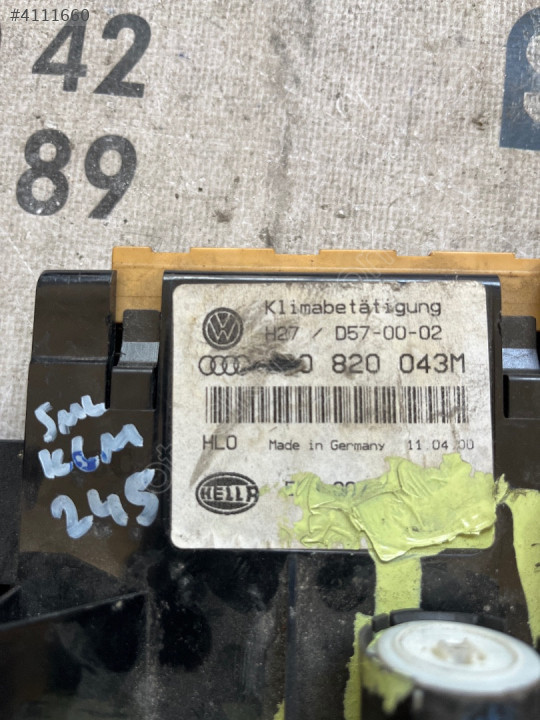 #4111660
42
89
Klimabetätigung
H27 / D57-00-02
0 820 043M
HLO Made in Germany 11.04.00
HELLA
SML
K6M
245